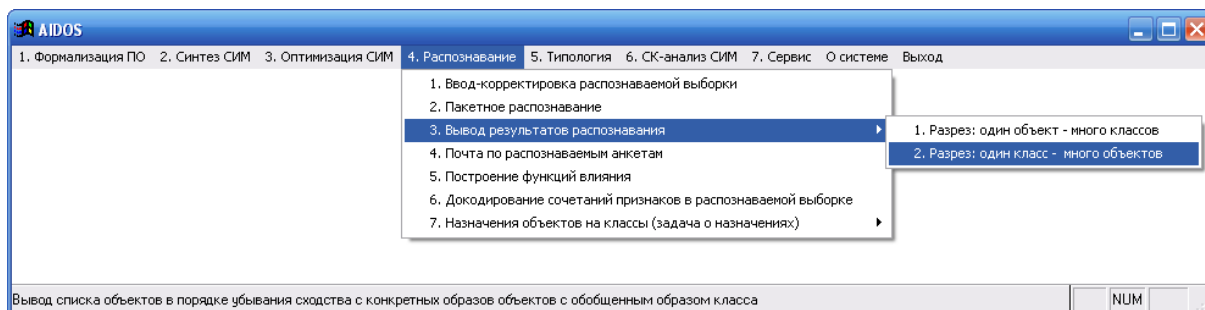 AIDOS
1. Формализация ПО 2. Синтез СИМ 3. Оптимизация СИМ 4. Распознавание 5. Типология 6. СК-анализ СИМ 7. Сервис О системе Выход
1. Ввод-корректировка распознаваемой выборки
2. Пакетное распознавание
3. Вывод результатов распознавания
1. Разрез: один объект - много классов
2. Разрез: один класс - много объектов
4. Почта по распознаваемым анкетам
5. Построение функций влияния
6. Докодирование сочетаний признаков в распознаваемой выборке
7. Назначения объектов на классы (задача о назначениях)
Вывод списка объектов в порядке убывания сходства с конкретных образов объектов с обобщенным образом класса
NUM